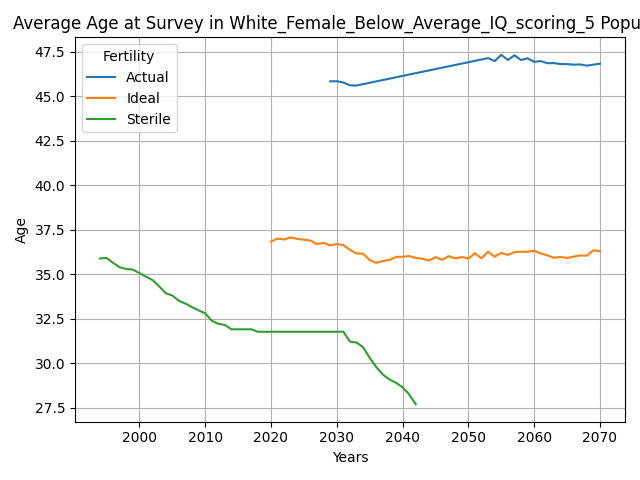 Average Age at Survey in White_Female_Below_Average_IQ_scoring_5 Popu
Fertility
Actual
Ideal
Sterile
47.5
45.0
42.5
40.0
37.5
35.0
32.5
30.0
27.5
Age
2000 2010 2020 2030 2040 2050 2060 2070
Years